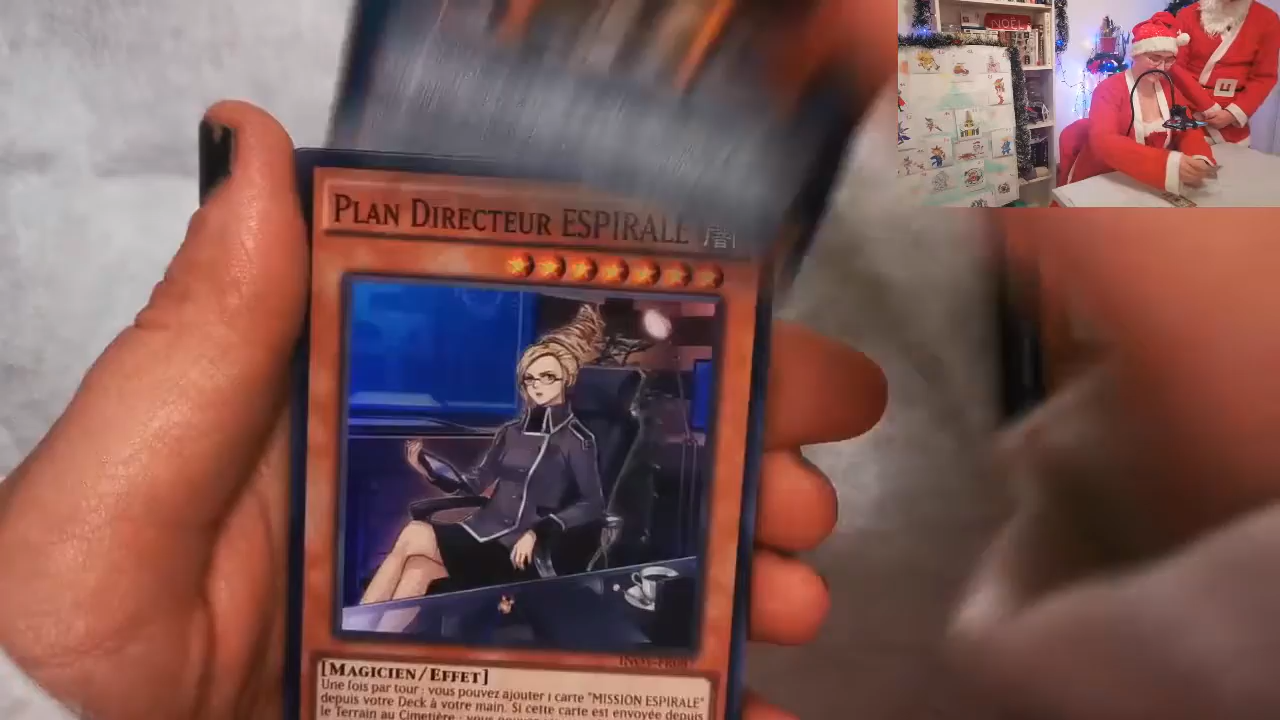 NOËL
PLAN DIRECTEUR ESPIRALE
[MAGICIEN/EFFET]
Une fois par tour : vous pouvez ajouter 1 carte "MISSION ESPIRALE"
depuis votre Deck à votre main. Si cette carte est envoyée depuis
le Terrain au Cimetière : vous